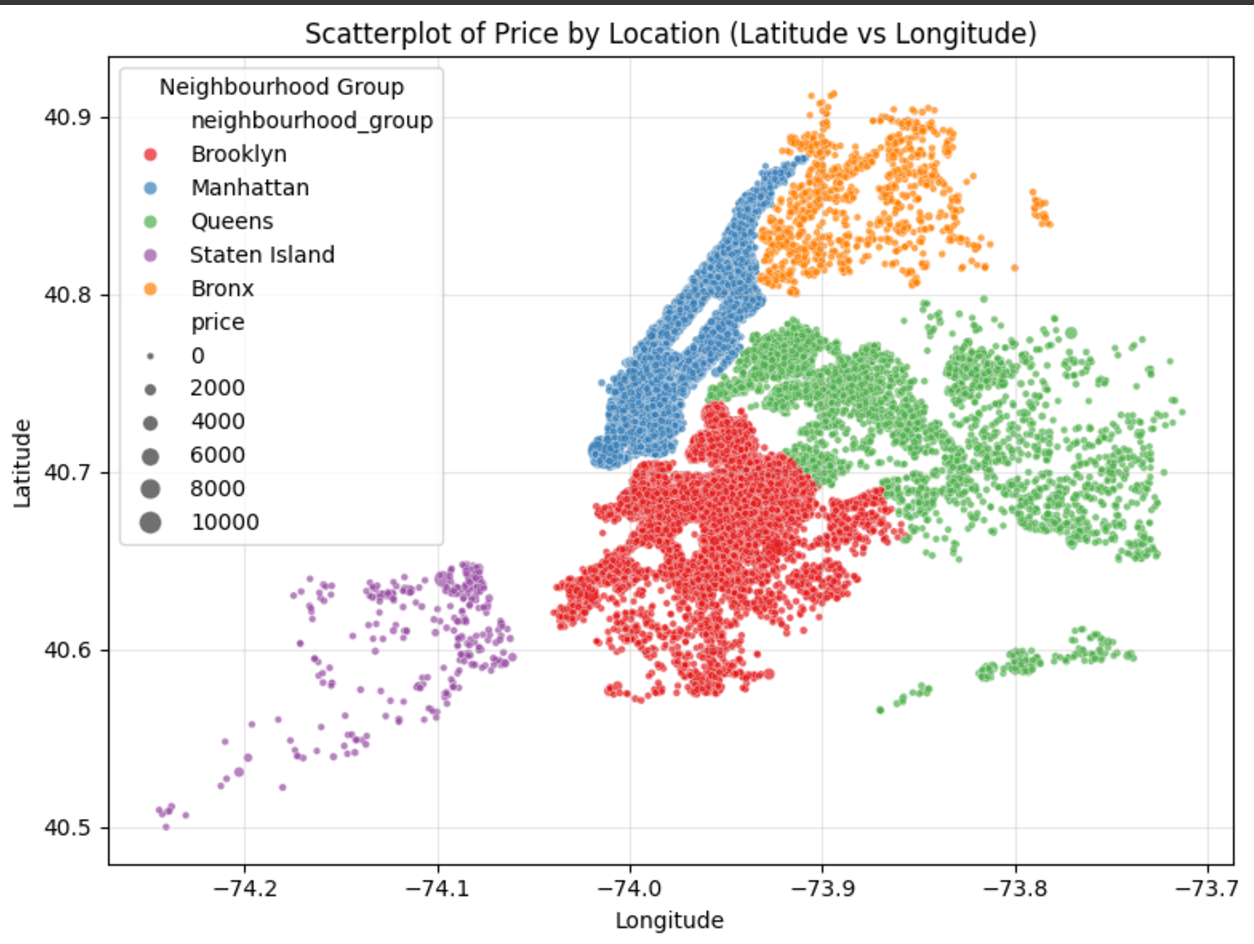 Scatterplot of Price by Location (Latitude vs Longitude)
Neighbourhood Group
neighbourhood_group
Brooklyn
Manhattan
Queens
Staten Island
Bronx
price
0
2000
4000
6000
8000
10000
Latitude
40.9
40.8
40.7
40.6
40.5
−74.2
−74.1
−74.0
−73.9
−73.8
−73.7
Longitude